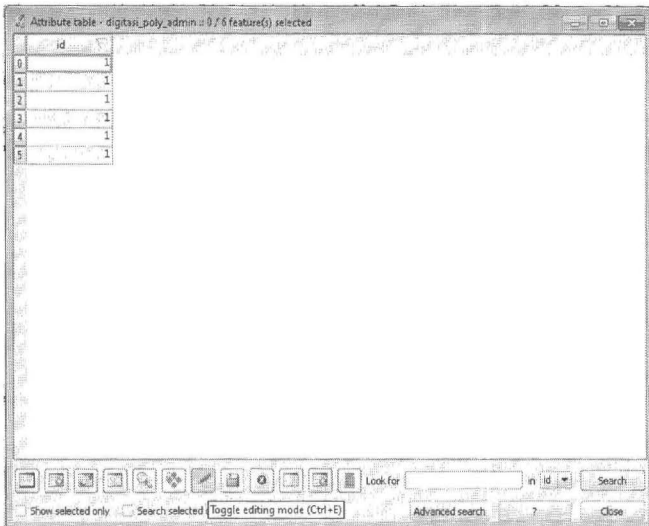 Attribute table - digitasi_poly_admin :: 0 / 6 feature(s) selected
id
0 1
1 1
2 1
3 1
4 1
5 1
Look for in id Search
Show selected only Search selected Toggle editing mode (Ctrl+E) Advanced search ? Close